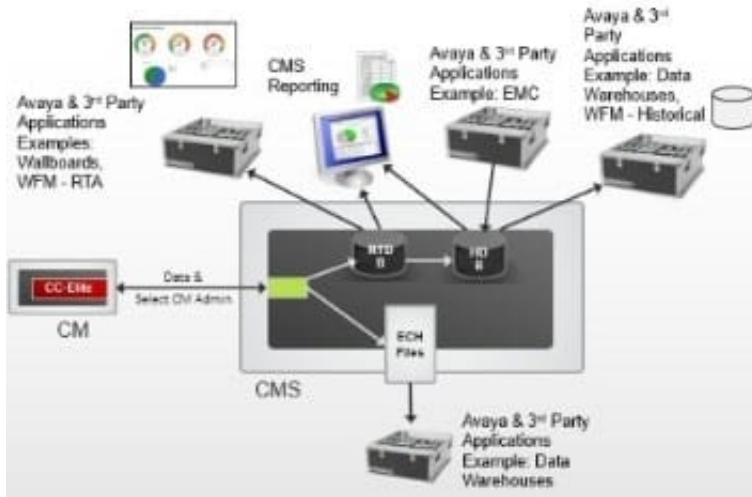 Avaya & 3rd Party
Applications
Examples:
Wallboards,
WFM - RTA
CMS
Reporting
Avaya & 3rd Party
Applications
Example: EMC
Avaya & 3rd
Party
Applications
Example: Data
Warehouses,
WFM - Historical
CC-Elite
CM
Data &
Select CM Admin
ECH
Files
CMS
Avaya & 3rd Party
Applications
Example: Data
Warehouses